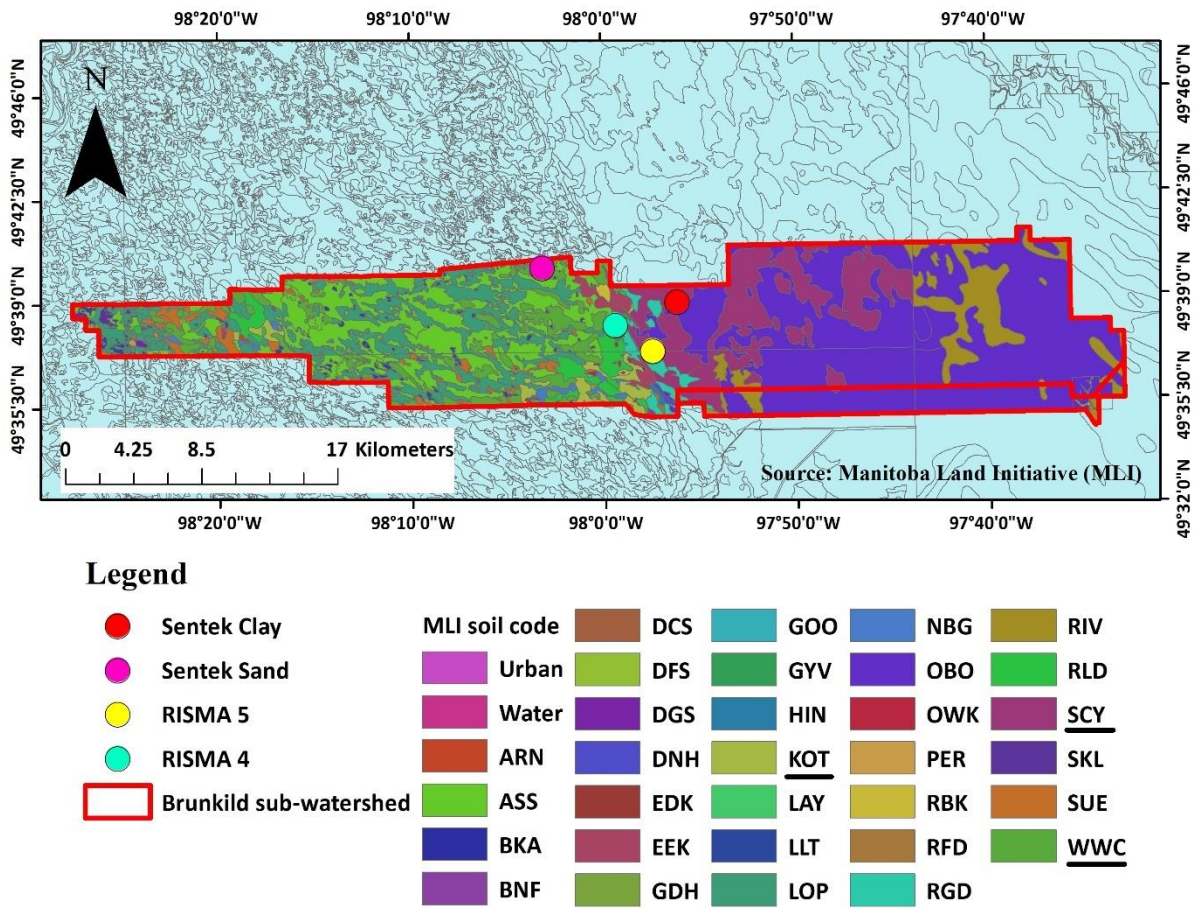 98°20'0"W 98°10'0"W 98°0'0"W 97°50'0"W 97°40'0"W
49°46'0"N 49°46'0"N
N
49°42'30"N 49°42'30"N
49°39'0"N 49°39'0"N
49°35'30"N 49°35'30"N
0 4.25 8.5 17 Kilometers
Source: Manitoba Land Initiative (MLI)
49°32'0"N
98°20'0"W 98°10'0"W 98°0'0"W 97°50'0"W 97°40'0"W
Legend
Sentek Clay
Sentek Sand
RISMA 5
RISMA 4
Brunkild sub-watershed
MLI soil code
Urban
Water
ARN
ASS
BKA
BNF
DCS
DFS
DGS
DNH
EDK
EEK
GDH
GOO
GYV
HIN
KOT
LAY
LLT
LOP
NBG
OBO
OWK
PER
RBK
RFD
RGD
RIV
RLD
SCY
SKL
SUE
WWC